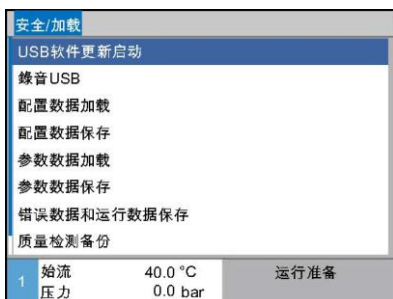 安全/加载
USB软件更新启动
錄音USB
配置数据加载
配置数据保存
参数数据加载
参数数据保存
错误数据和运行数据保存
质量检测备份
1 始流 40.0 °C 运行准备
压力 0.0 bar